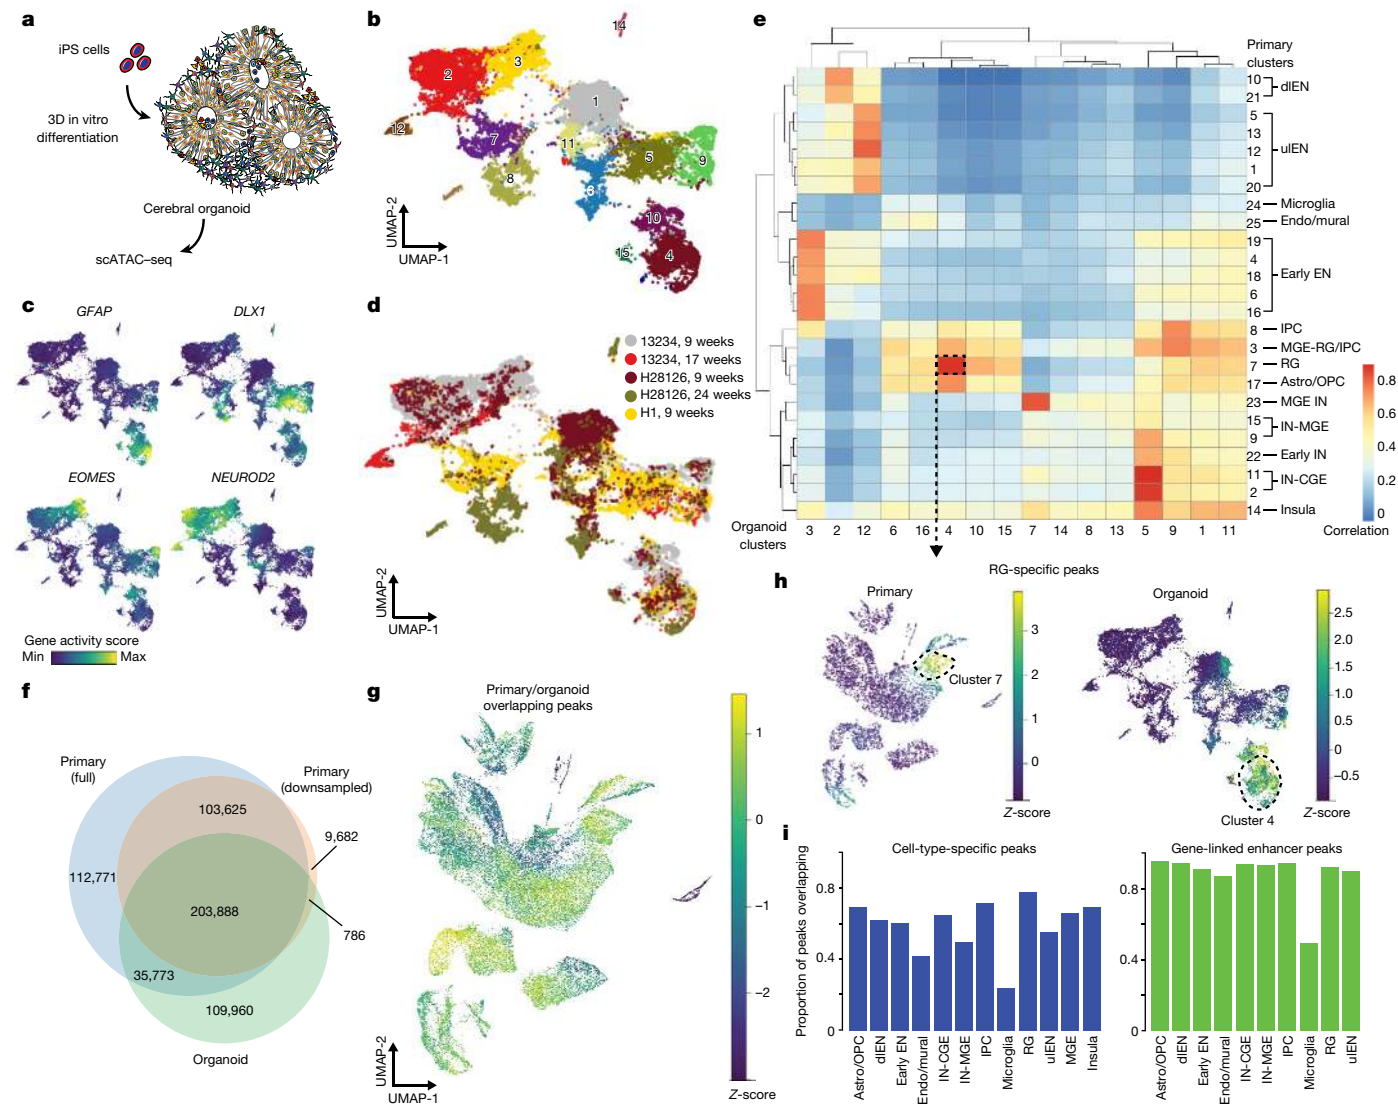 a
iPS cells
3D in vitro
differentiation
Cerebral organoid
scATAC–seq
b
14
3
2
1
12
7
11
5
9
8
6
10
15
4
UMAP-2
UMAP-1
c
GFAP
DLX1
EOMES
NEUROD2
Gene activity score
Min
Max
d
13234, 9 weeks
13234, 17 weeks
H28126, 9 weeks
H28126, 24 weeks
H1, 9 weeks
UMAP-2
UMAP-1
e
Primary
clusters
10
21
dlEN
5
13
12
1
20
ulEN
24 Microglia
25 Endo/mural
19
4
18
6
16
Early EN
8 IPC
3 MGE-RG/IPC
7 RG
17 Astro/OPC
23 MGE IN
15
9
IN-MGE
22 Early IN
11
2
IN-CGE
14 Insula
Organoid
clusters
3 2 12 6 16 4 10 15 7 14 8 13 5 9 1 11
0.8
0.6
0.4
0.2
0
Correlation
f
Primary
(full)
Primary
(downsampled)
103,625
9,682
112,771
203,888
786
35,773
109,960
Organoid
g
Primary/organoid
overlapping peaks
UMAP-2
UMAP-1
1
0
−1
−2
Z-score
h
RG-specific peaks
Primary
Cluster 7
3
2
1
0
Z-score
Organoid
Cluster 4
2.5
2.0
1.5
1.0
0.5
0
−0.5
Z-score
i
Cell-type-specific peaks
Proportion of peaks overlapping
0.8
0.4
0
Astro/OPC
dlEN
Early EN
Endo/mural
IN-CGE
IN-MGE
IPC
Microglia
RG
ulEN
MGE
Insula
Gene-linked enhancer peaks
0.8
0.4
0
Astro/OPC
dlEN
Early EN
Endo/mural
IN-CGE
IN-MGE
IPC
Microglia
RG
ulEN